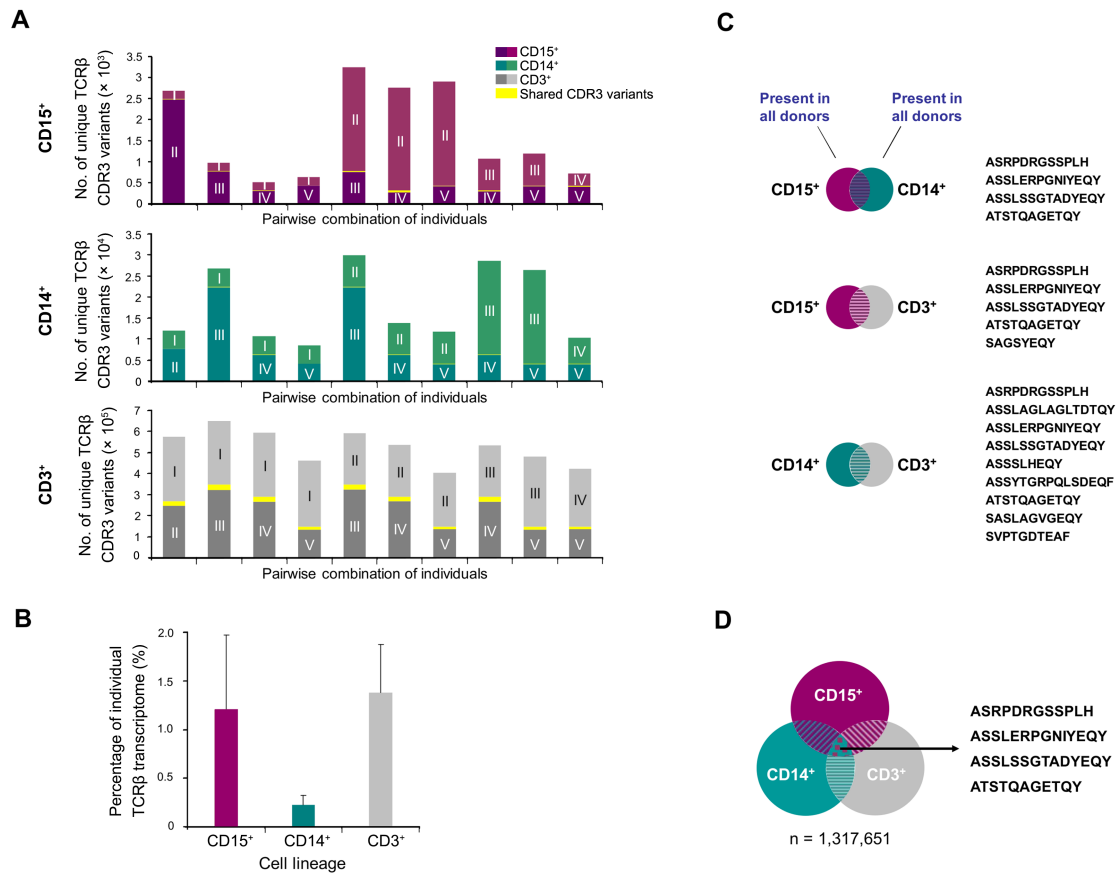 A
CD15⁺
CD14⁺
CD3⁺
Shared CDR3 variants
CD15⁺
No. of unique TCRβ
CDR3 variants (× 10³)
3.5
3
2.5
2
1.5
1
0.5
0
I
I
I
I
II
II
II
III
III
IV
II
III
IV
V
III
IV
V
IV
V
V
Pairwise combination of individuals
CD14⁺
No. of unique TCRβ
CDR3 variants (× 10⁴)
3.5
3
2.5
2
1.5
1
0.5
0
I
I
I
I
II
II
II
III
III
IV
II
III
IV
V
III
IV
V
IV
V
V
Pairwise combination of individuals
CD3⁺
No. of unique TCRβ
CDR3 variants (× 10⁵)
7
6
5
4
3
2
1
0
I
I
I
I
II
II
II
III
III
IV
II
III
IV
V
III
IV
V
IV
V
V
Pairwise combination of individuals
B
Percentage of individual
TCRβ transcriptome (%)
2.0
1.5
1.0
0.5
0
CD15⁺ CD14⁺ CD3⁺
Cell lineage
C
Present in
all donors
Present in
all donors
CD15⁺
CD14⁺
ASRPDRGSSPLH
ASSLERPGNIYEQY
ASSLSSGTADYEQY
ATSTQAGETQY
CD15⁺
CD3⁺
ASRPDRGSSPLH
ASSLERPGNIYEQY
ASSLSSGTADYEQY
ATSTQAGETQY
SAGSYEQY
CD14⁺
CD3⁺
ASRPDRGSSPLH
ASSLAGLAGLTDTQY
ASSLERPGNIYEQY
ASSLSSGTADYEQY
ASSSLHEQY
ASSYTGRPQLSDEQF
ATSTQAGETQY
SASLAGVGEQY
SVPTGDTEAF
D
CD15⁺
CD14⁺
CD3⁺
ASRPDRGSSPLH
ASSLERPGNIYEQY
ASSLSSGTADYEQY
ATSTQAGETQY
n = 1,317,651